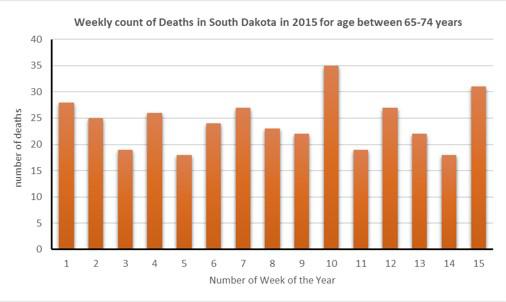 Weekly count of Deaths in South Dakota in 2015 for age between 65-74 years
number of deaths
40
35
30
25
20
15
10
5
0
1 2 3 4 5 6 7 8 9 10 11 12 13 14 15
Number of Week of the Year